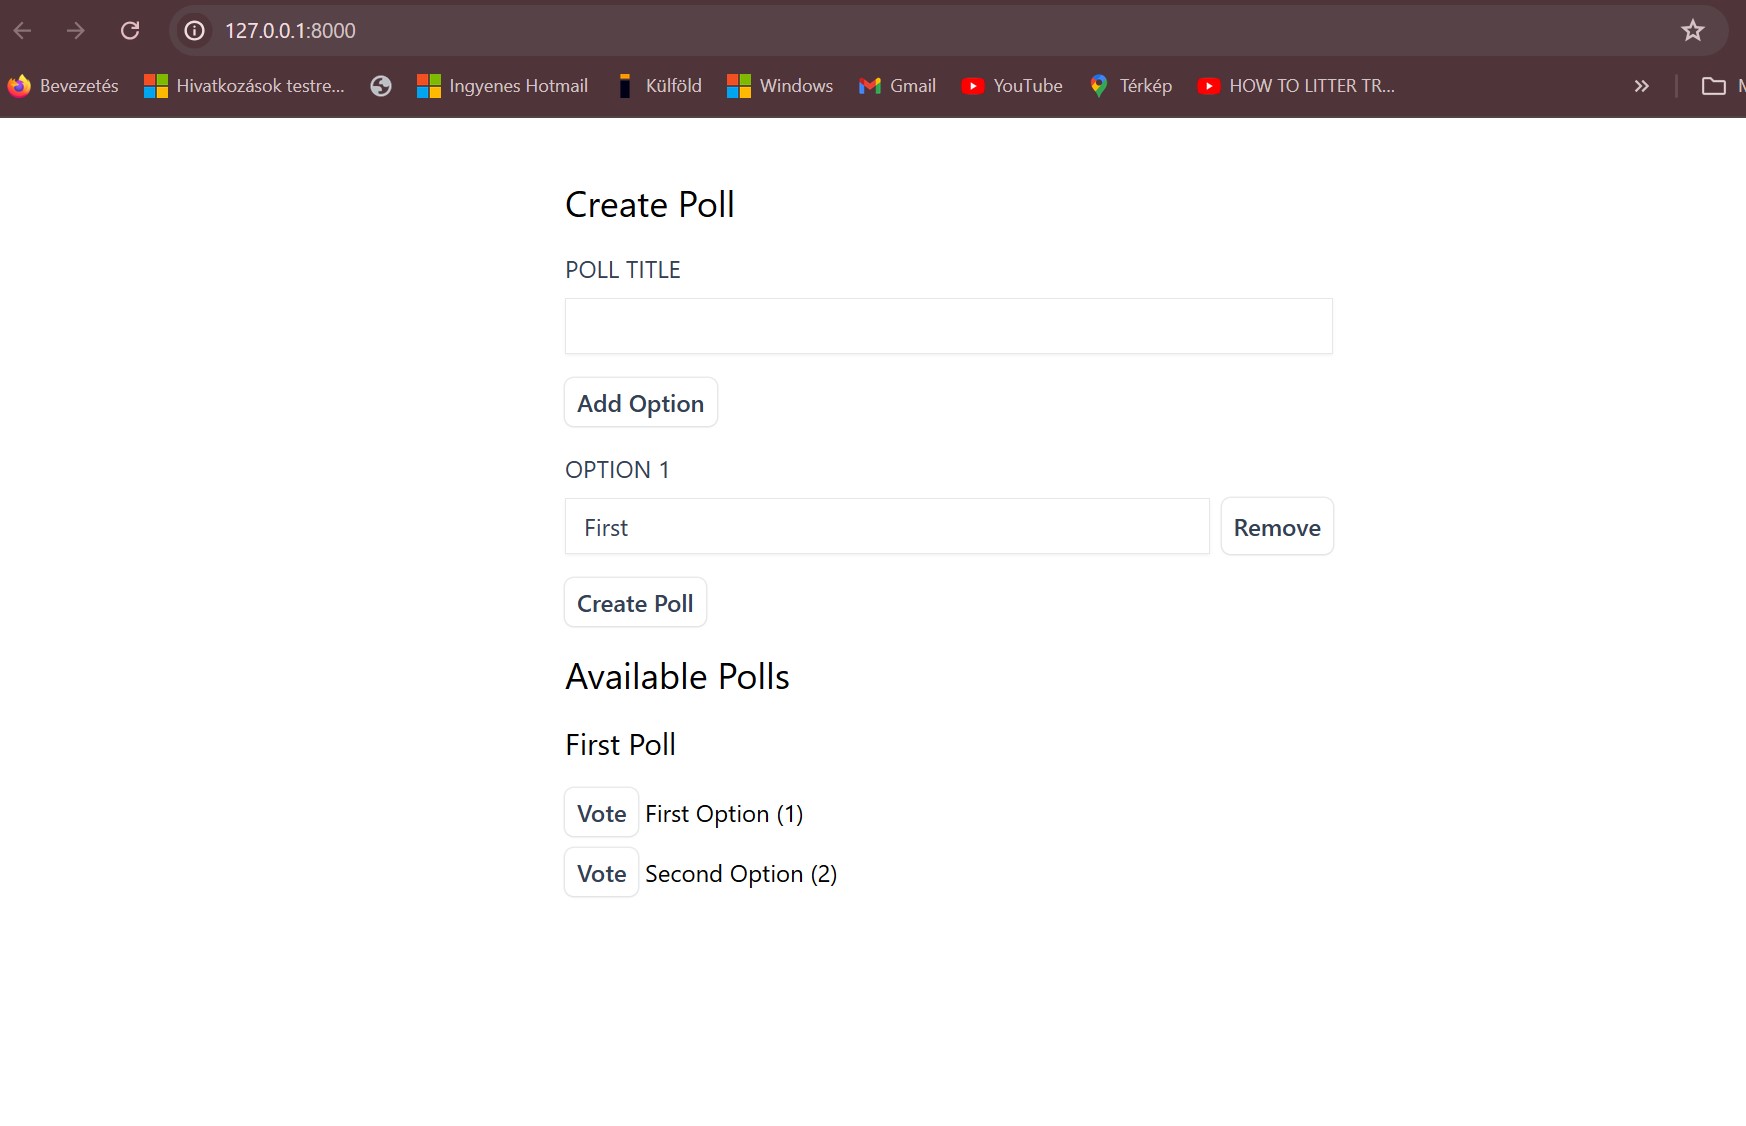 127.0.0.1:8000
Bevezetés Hivatkozások testre... Ingyenes Hotmail Külföld Windows Gmail YouTube Térkép HOW TO LITTER TR...
Create Poll
POLL TITLE
Add Option
OPTION 1
First Remove
Create Poll
Available Polls
First Poll
Vote First Option (1)
Vote Second Option (2)